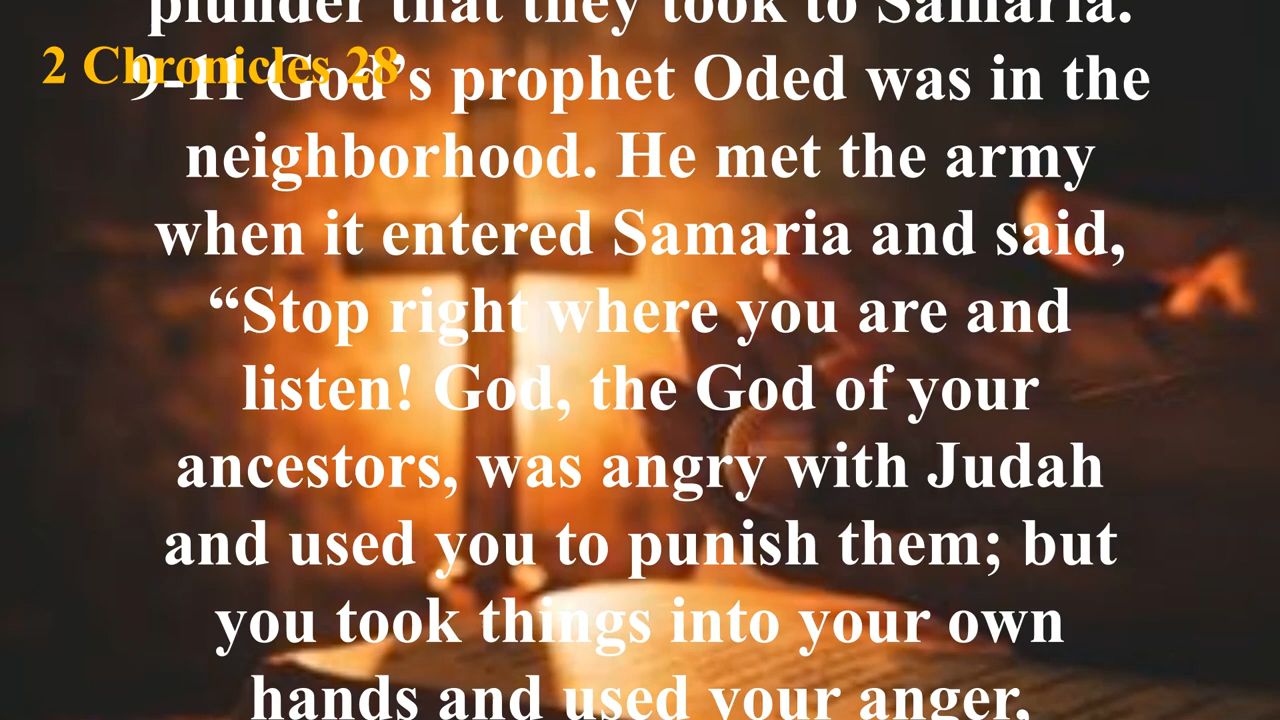 plunder that they took to Samaria.
2 Chronicles 28
9-11 God’s prophet Oded was in the
neighborhood. He met the army
when it entered Samaria and said,
“Stop right where you are and
listen! God, the God of your
ancestors, was angry with Judah
and used you to punish them; but
you took things into your own
hands and used your anger,